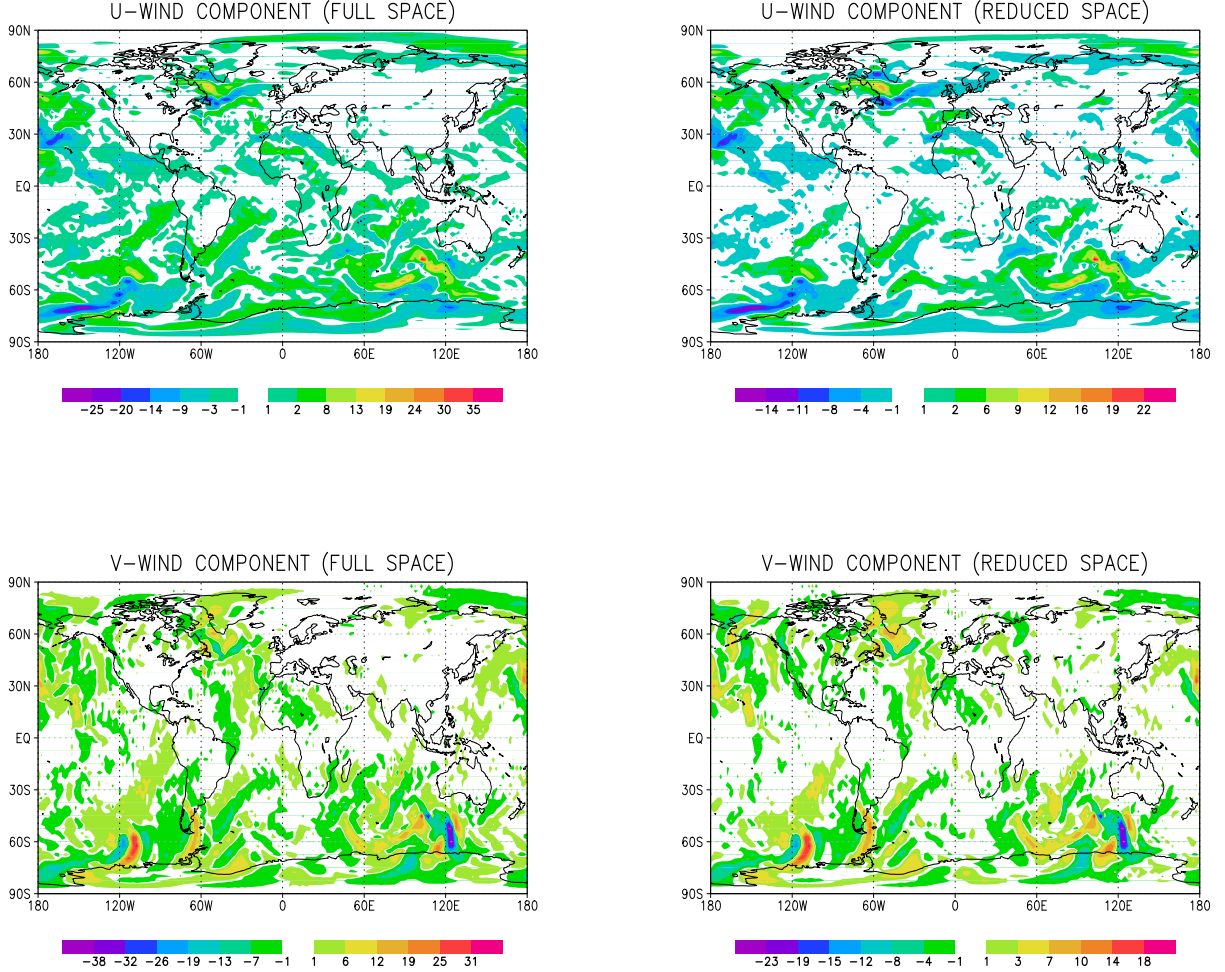 U-WIND COMPONENT (FULL SPACE)
90N
60N
30N
EQ
30S
60S
90S
180 120W 60W 0 60E 120E 180
-25 -20 -14 -9 -3 -1 1 2 8 13 19 24 30 35
U-WIND COMPONENT (REDUCED SPACE)
90N
60N
30N
EQ
30S
60S
90S
180 120W 60W 0 60E 120E 180
-14 -11 -8 -4 -1 1 2 6 9 12 16 19 22
V-WIND COMPONENT (FULL SPACE)
90N
60N
30N
EQ
30S
60S
90S
180 120W 60W 0 60E 120E 180
-38 -32 -26 -19 -13 -7 -1 1 6 12 19 25 31
V-WIND COMPONENT (REDUCED SPACE)
90N
60N
30N
EQ
30S
60S
90S
180 120W 60W 0 60E 120E 180
-23 -19 -15 -12 -8 -4 -1 1 3 7 10 14 18